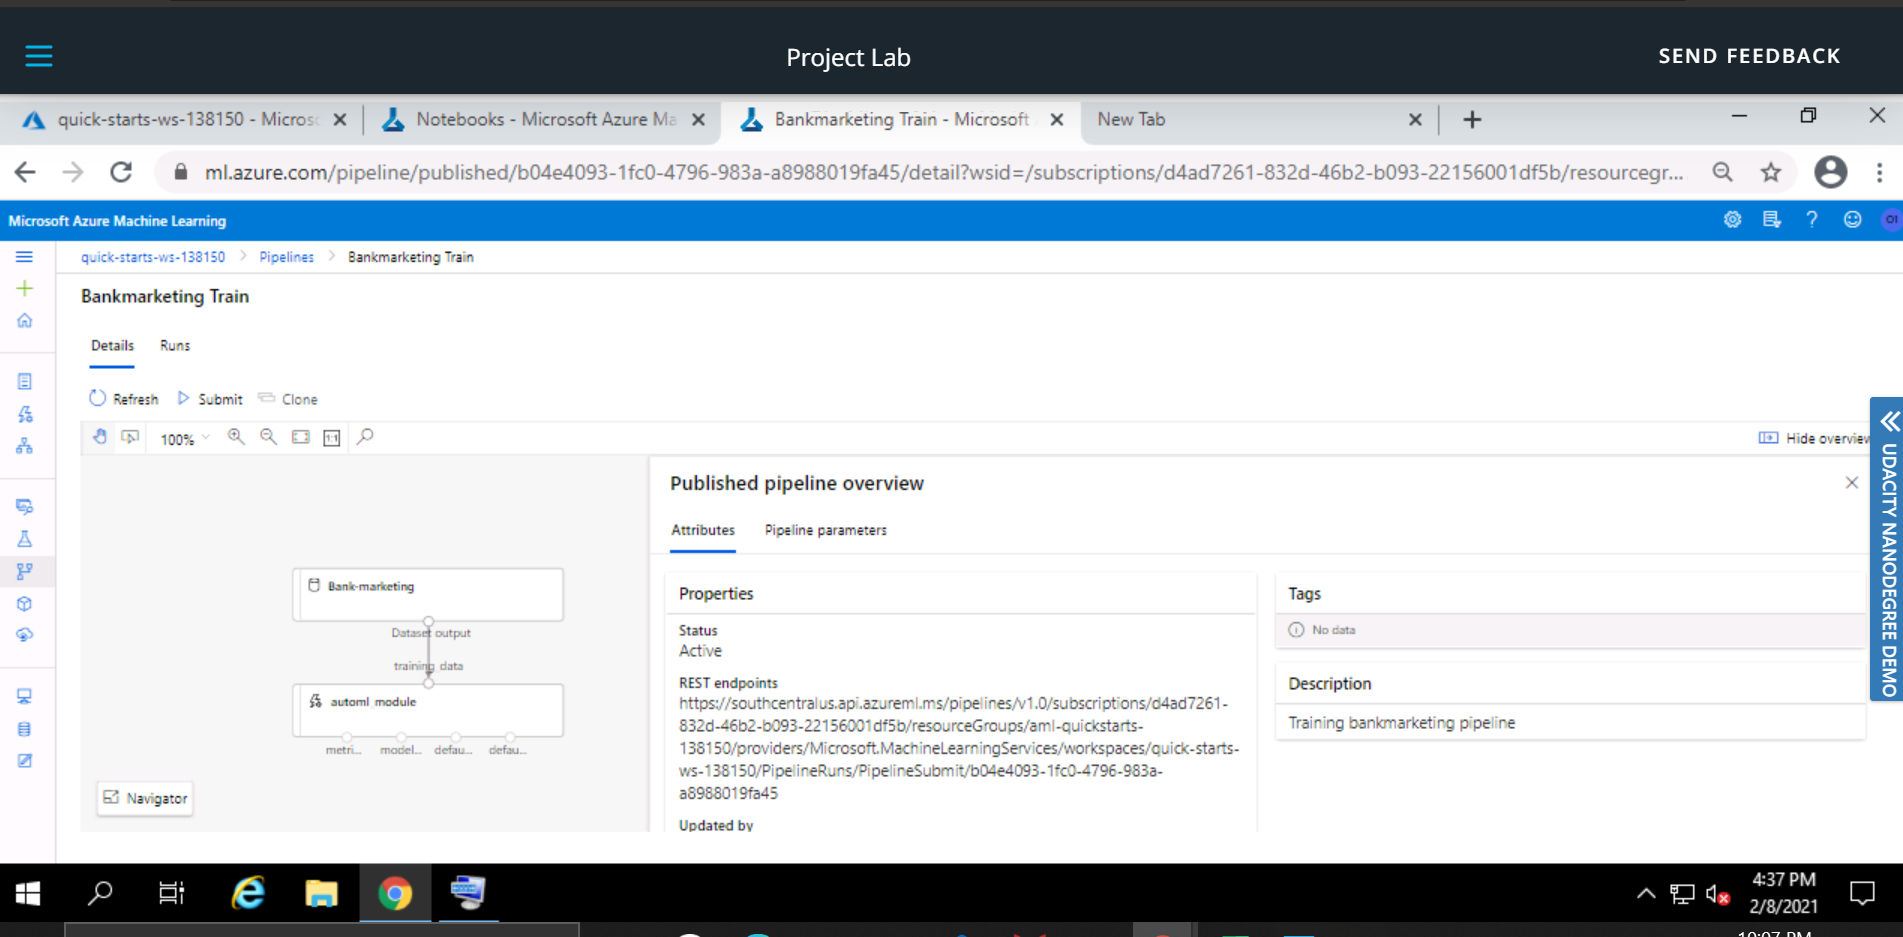 Project Lab
SEND FEEDBACK
quick-starts-ws-138150 - Micros
Notebooks - Microsoft Azure Ma
Bankmarketing Train - Microsoft
New Tab
ml.azure.com/pipeline/published/b04e4093-1fc0-4796-983a-a8988019fa45/detail?wsid=/subscriptions/d4ad7261-832d-46b2-b093-22156001df5b/resourcegr...
Microsoft Azure Machine Learning
quick-starts-ws-138150 > Pipelines > Bankmarketing Train
Bankmarketing Train
Details Runs
Refresh Submit Clone
100%
1:1
Hide overview
Published pipeline overview
Attributes Pipeline parameters
Bank-marketing
Dataset output
training_data
automl_module
metri... model... defau... defau...
Navigator
Properties
Status
Active
REST endpoints
https://southcentralus.api.azureml.ms/pipelines/v1.0/subscriptions/d4ad7261-
832d-46b2-b093-22156001df5b/resourceGroups/aml-quickstarts-
138150/providers/Microsoft.MachineLearningServices/workspaces/quick-starts-
ws-138150/PipelineRuns/PipelineSubmit/b04e4093-1fc0-4796-983a-
a8988019fa45
Updated by
Tags
No data
Description
Training bankmarketing pipeline
UDACITY NANODEGREE DEMO
4:37 PM
2/8/2021